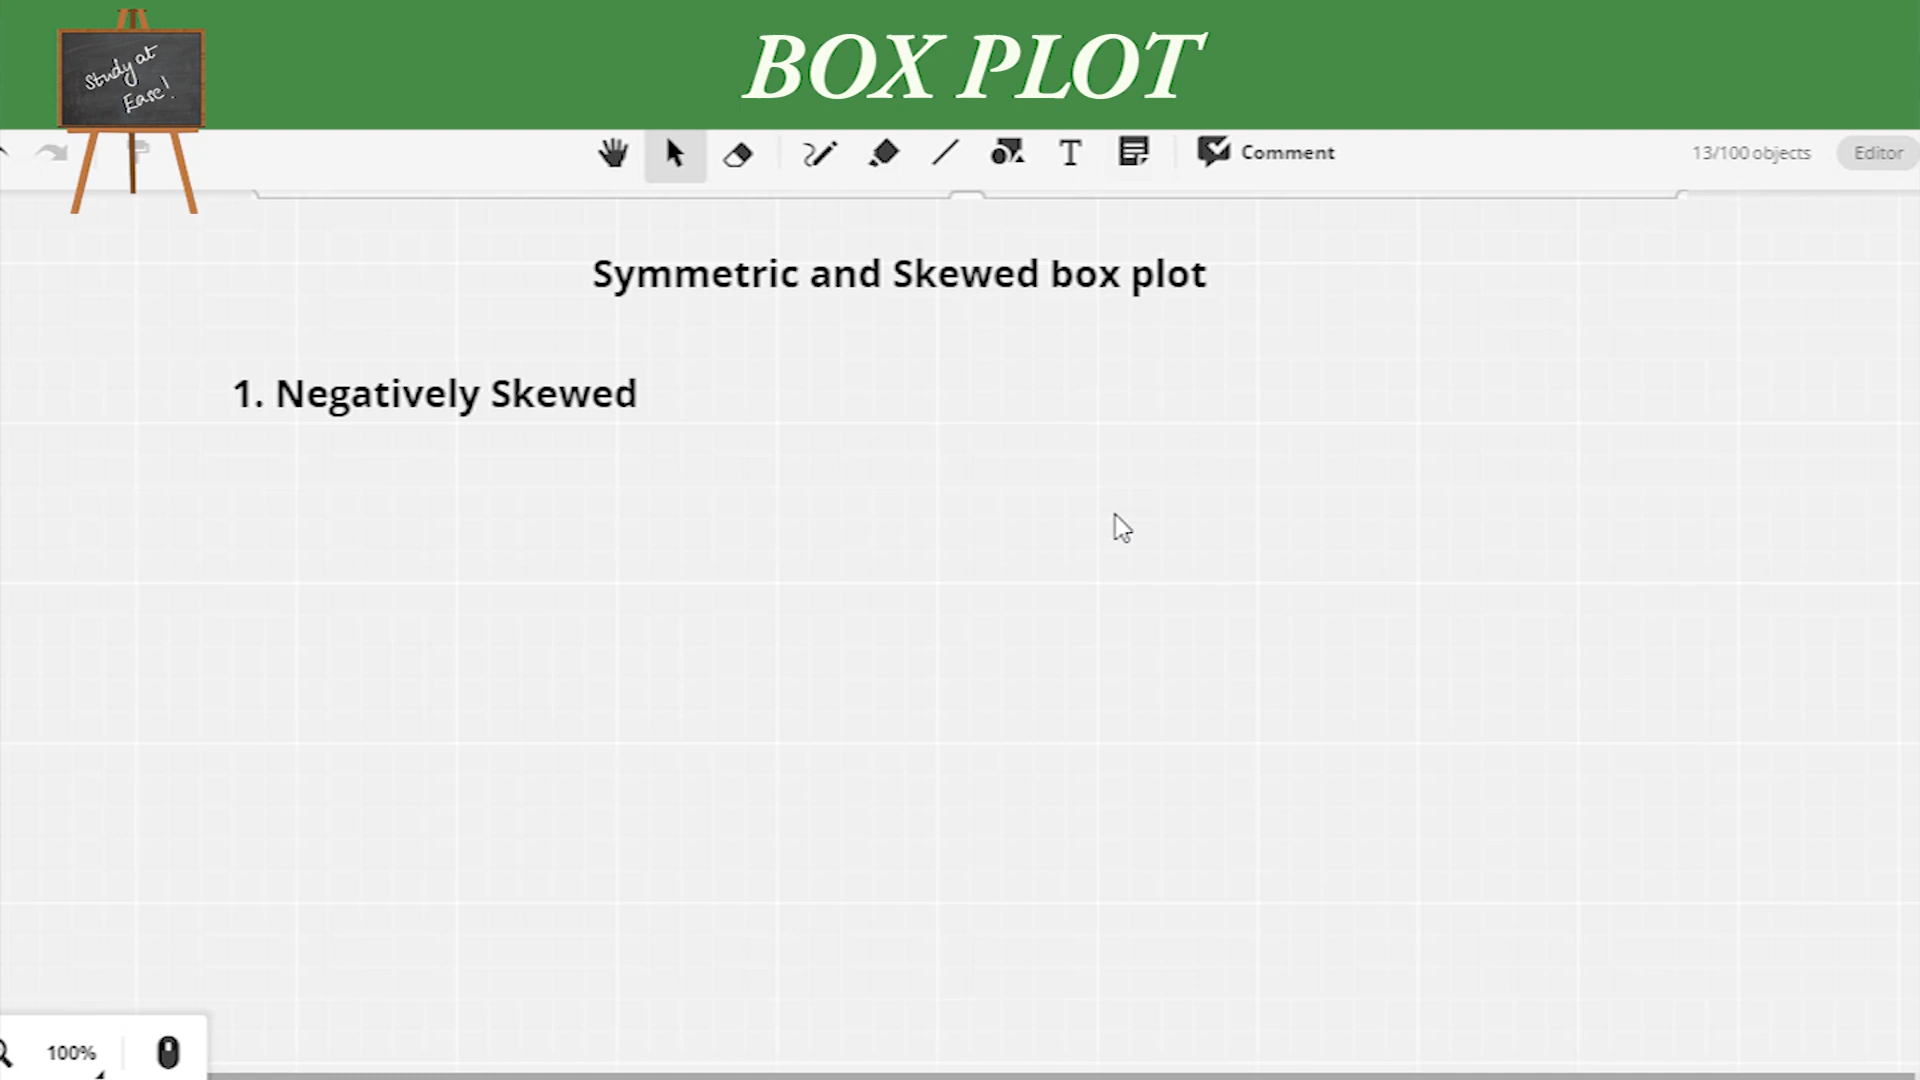 BOX PLOT
Study at
Ease!
Comment
13/100 objects
Editor
Symmetric and Skewed box plot
1. Negatively Skewed
100%